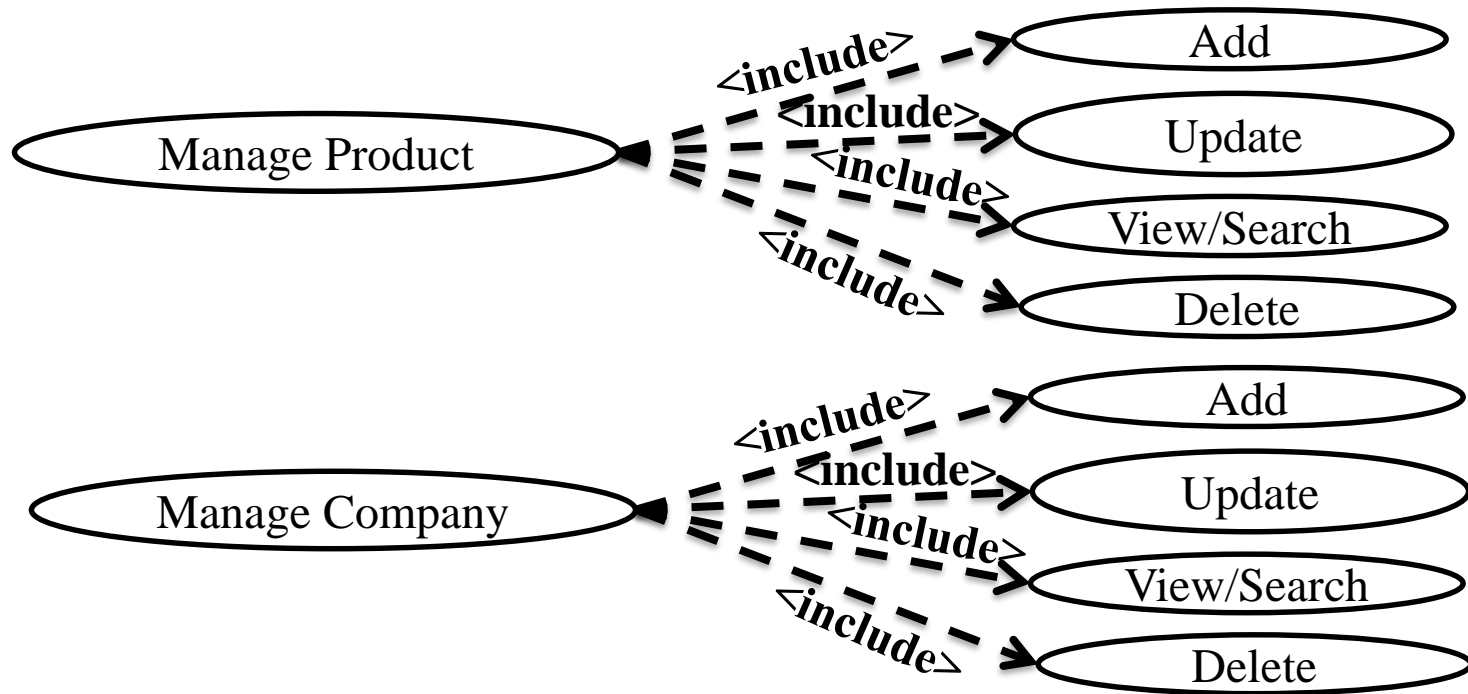 <include>
Add
<include>
Update
Manage Product
<include>
View/Search
<include>
Delete
<include>
Add
<include>
Update
Manage Company
<include>
View/Search
<include>
Delete